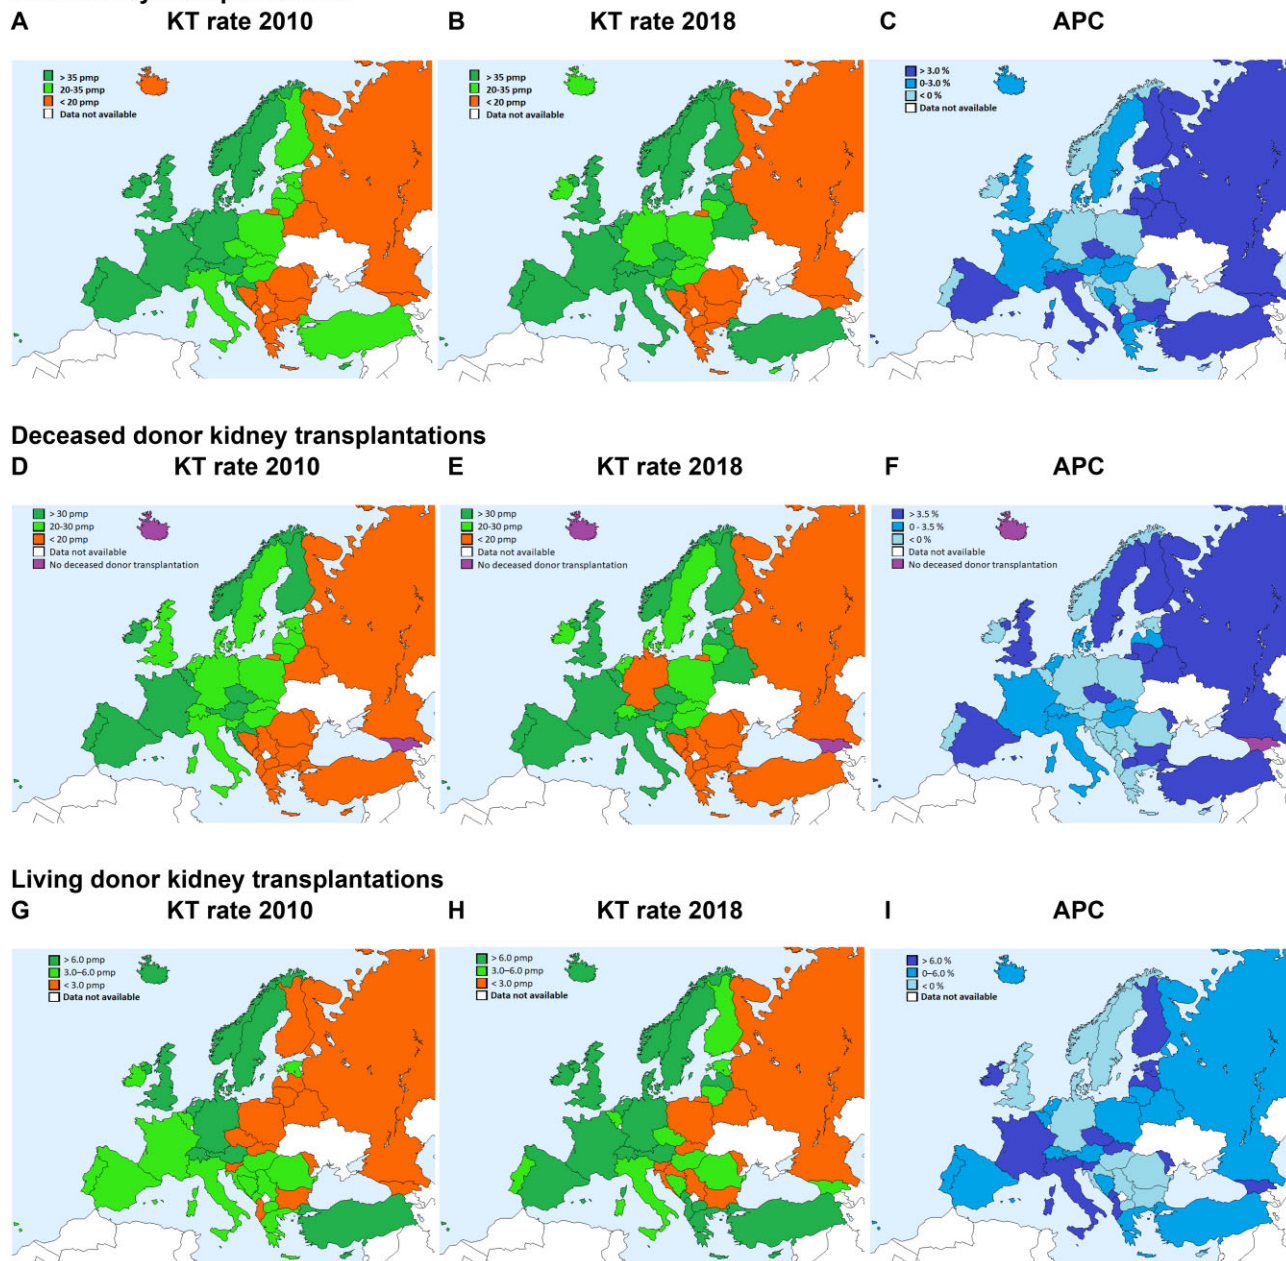 A KT rate 2010 B KT rate 2018 C APC
> 35 pmp
20-35 pmp
< 20 pmp
Data not available
> 35 pmp
20-35 pmp
< 20 pmp
Data not available
> 3.0 %
0-3.0 %
< 0 %
Data not available
Deceased donor kidney transplantations
D KT rate 2010 E KT rate 2018 F APC
> 30 pmp
20-30 pmp
< 20 pmp
Data not available
No deceased donor transplantation
> 30 pmp
20-30 pmp
< 20 pmp
Data not available
No deceased donor transplantation
> 3.5 %
0 - 3.5 %
< 0 %
Data not available
No deceased donor transplantation
Living donor kidney transplantations
G KT rate 2010 H KT rate 2018 I APC
> 6.0 pmp
3.0–6.0 pmp
< 3.0 pmp
Data not available
> 6.0 pmp
3.0–6.0 pmp
< 3.0 pmp
Data not available
> 6.0 %
0–6.0 %
< 0 %
Data not available